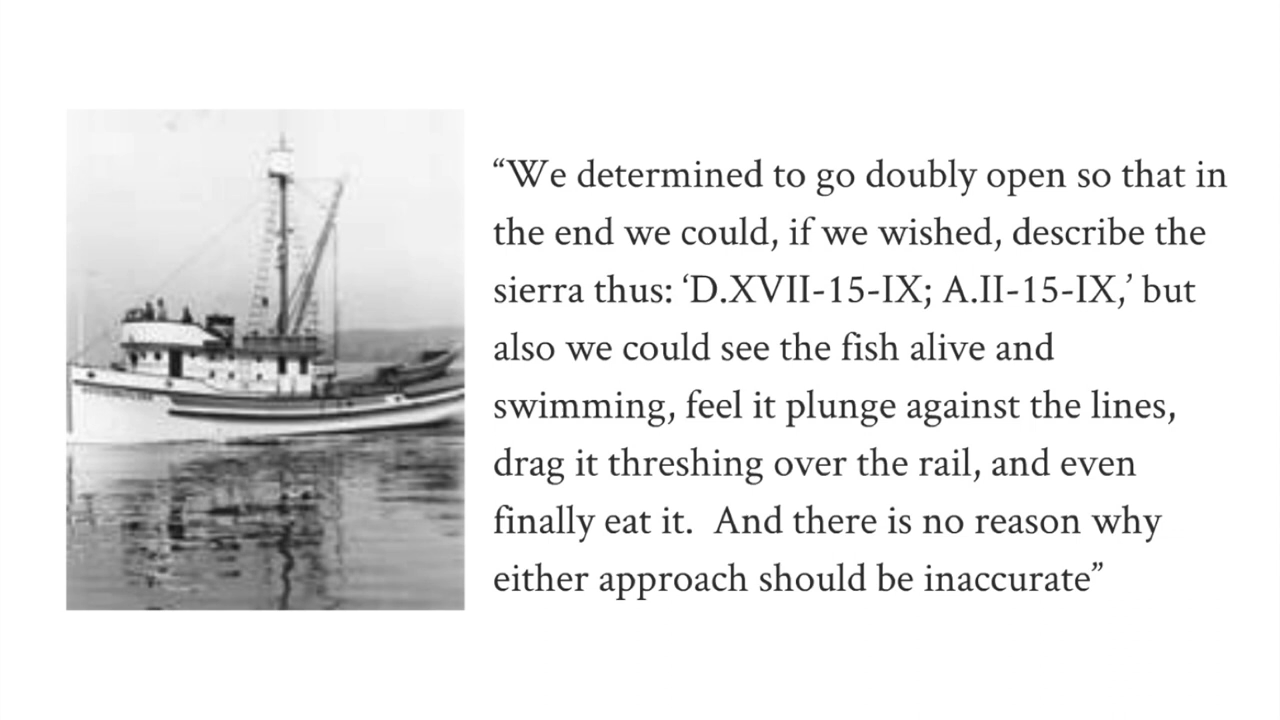 “We determined to go doubly open so that in
the end we could, if we wished, describe the
sierra thus: ‘D.XVII-15-IX; A.II-15-IX,’ but
also we could see the fish alive and
swimming, feel it plunge against the lines,
drag it threshing over the rail, and even
finally eat it.  And there is no reason why
either approach should be inaccurate”